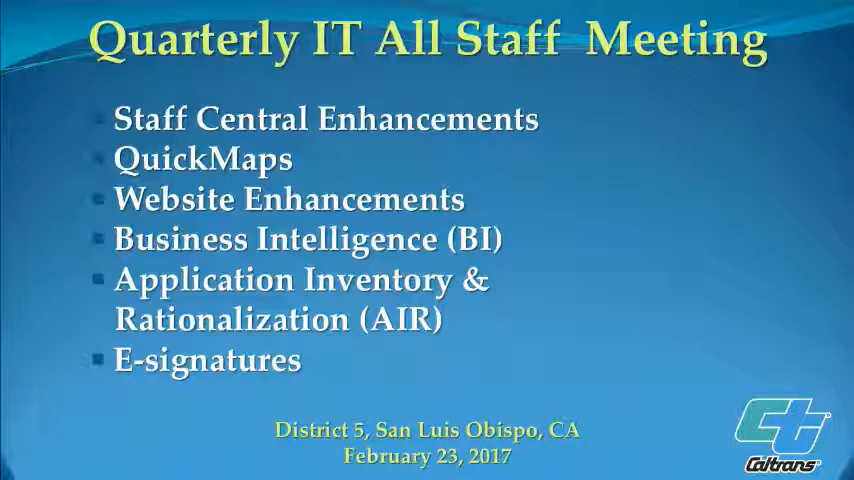 Quarterly IT All Staff Meeting
Staff Central Enhancements
QuickMaps
Website Enhancements
Business Intelligence (BI)
Application Inventory &
Rationalization (AIR)
E-signatures
District 5, San Luis Obispo, CA
February 23, 2017
ct
Caltrans